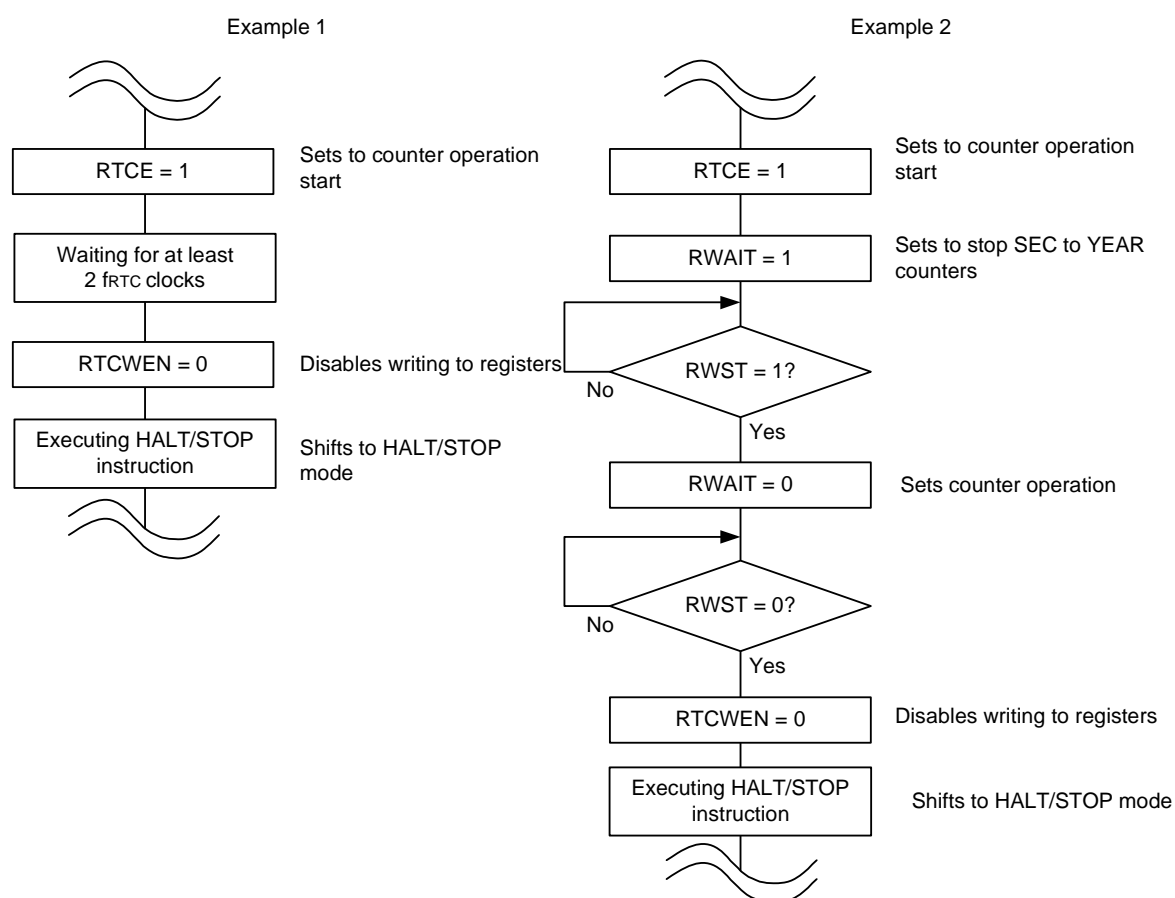 Example 1
RTCE = 1
Sets to counter operation
start
Waiting for at least
2 fRTC clocks
RTCWEN = 0
Disables writing to registers
Executing HALT/STOP
instruction
Shifts to HALT/STOP
mode
Example 2
RTCE = 1
Sets to counter operation
start
RWAIT = 1
Sets to stop SEC to YEAR
counters
RWST = 1?
No
Yes
RWAIT = 0
Sets counter operation
RWST = 0?
No
Yes
RTCWEN = 0
Disables writing to registers
Executing HALT/STOP
instruction
Shifts to HALT/STOP mode